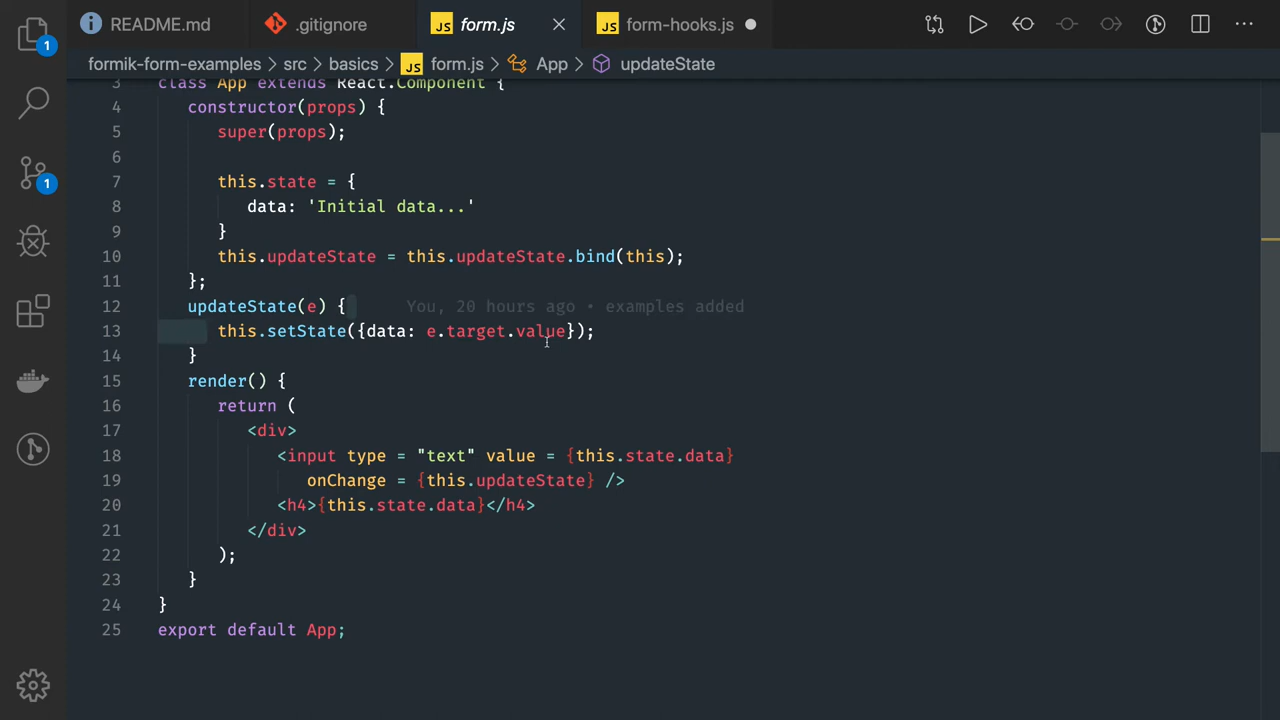 README.md .gitignore JS form.js JS form-hooks.js
1
formik-form-examples > src > basics > JS form.js > App > updateState
3 class App extends React.Component {
4 constructor(props) {
5 super(props);
6
7 this.state = {
8 data: 'Initial data...'
9 }
10 this.updateState = this.updateState.bind(this);
11 };
12 updateState(e) { You, 20 hours ago • examples added
13 this.setState({data: e.target.value});
14 }
15 render() {
16 return (
17 <div>
18 <input type = "text" value = {this.state.data}
19 onChange = {this.updateState} />
20 <h4>{this.state.data}</h4>
21 </div>
22 );
23 }
24 }
25 export default App;
1